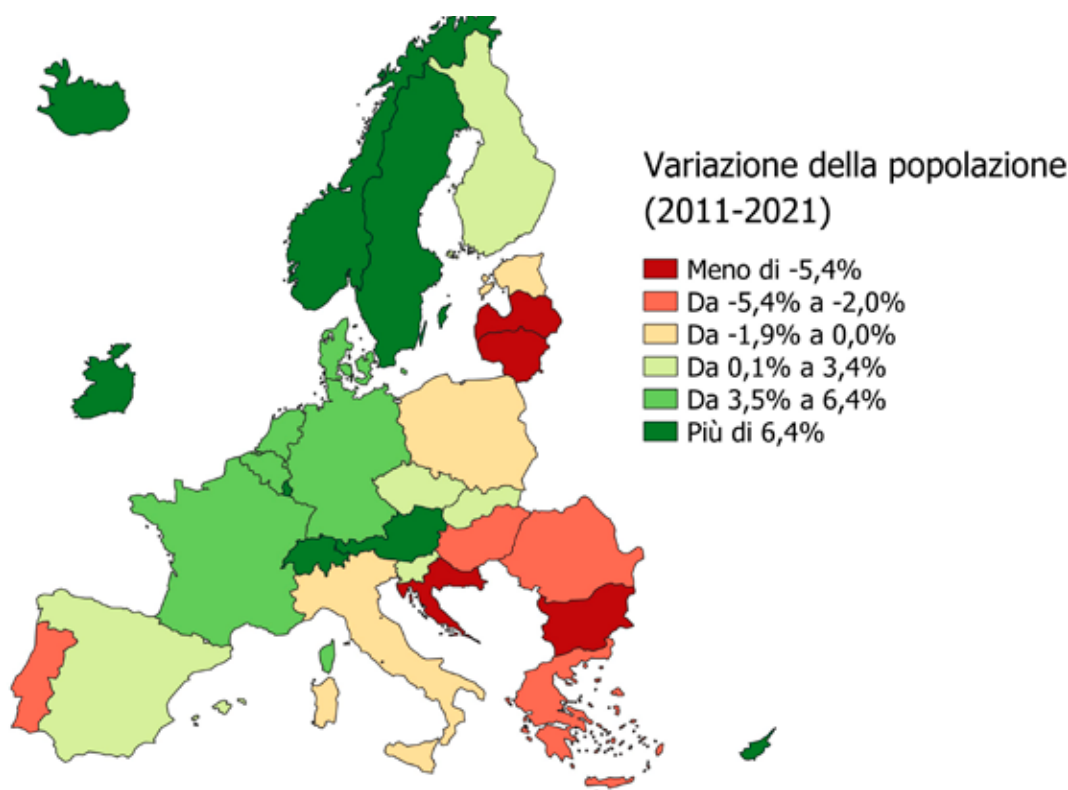 Variazione della popolazione
(2011-2021)
Meno di -5,4%
Da -5,4% a -2,0%
Da -1,9% a 0,0%
Da 0,1% a 3,4%
Da 3,5% a 6,4%
Più di 6,4%